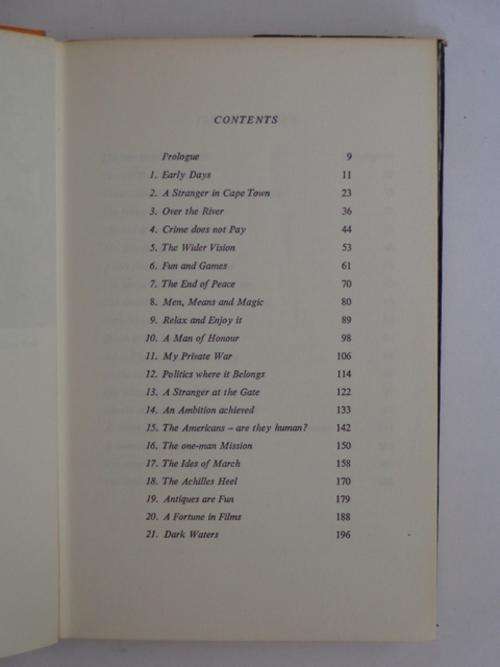 CONTENTS
Prologue 9
1. Early Days 11
2. A Stranger in Cape Town 23
3. Over the River 36
4. Crime does not Pay 44
5. The Wider Vision 53
6. Fun and Games 61
7. The End of Peace 70
8. Men, Means and Magic 80
9. Relax and Enjoy it 89
10. A Man of Honour 98
11. My Private War 106
12. Politics where it Belongs 114
13. A Stranger at the Gate 122
14. An Ambition achieved 133
15. The Americans – are they human? 142
16. The one-man Mission 150
17. The Ides of March 158
18. The Achilles Heel 170
19. Antiques are Fun 179
20. A Fortune in Films 188
21. Dark Waters 196